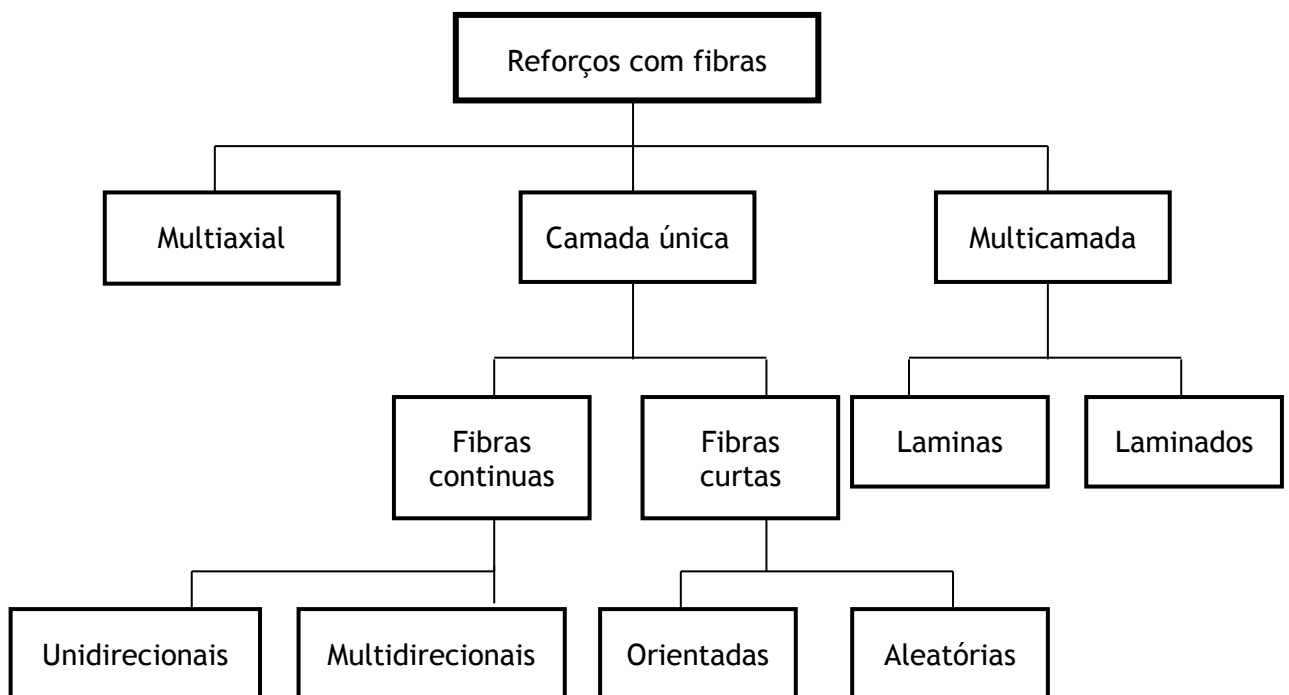 Reforços com fibras
Multiaxial
Camada única
Multicamada
Fibras
continuas
Fibras
curtas
Laminas
Laminados
Unidirecionais
Multidirecionais
Orientadas
Aleatórias